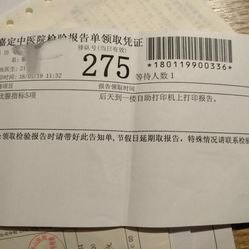 嘉定中医院检验报告单领取凭证
排队号(当日有效)
275
等待人数 1
*180119900336*
时间:18/01/19 11:32
报告领取时间:
后天到一楼自助打印机上打印报告。
领取检验报告时请带好此告知单、节假日延期取报告，特殊情况请联系检验